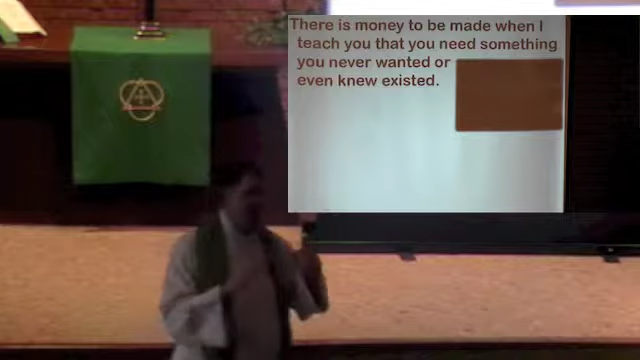 There is money to be made when I
teach you that you need something
you never wanted or
even knew existed.